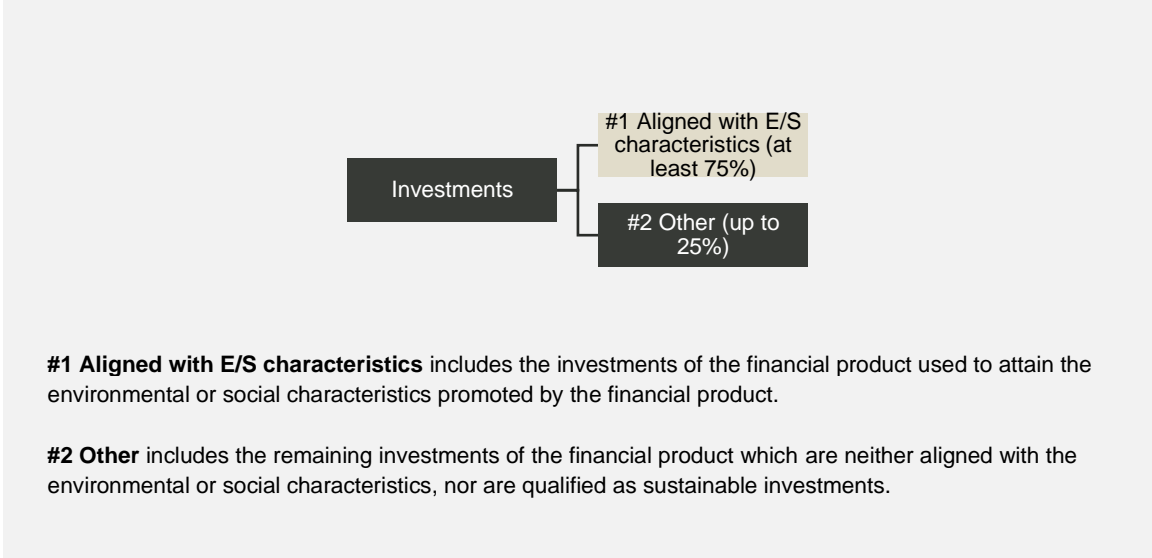 #1 Aligned with E/S
characteristics (at
least 75%)
Investments
#2 Other (up to
25%)
#1 Aligned with E/S characteristics includes the investments of the financial product used to attain the
environmental or social characteristics promoted by the financial product.
#2 Other includes the remaining investments of the financial product which are neither aligned with the
environmental or social characteristics, nor are qualified as sustainable investments.